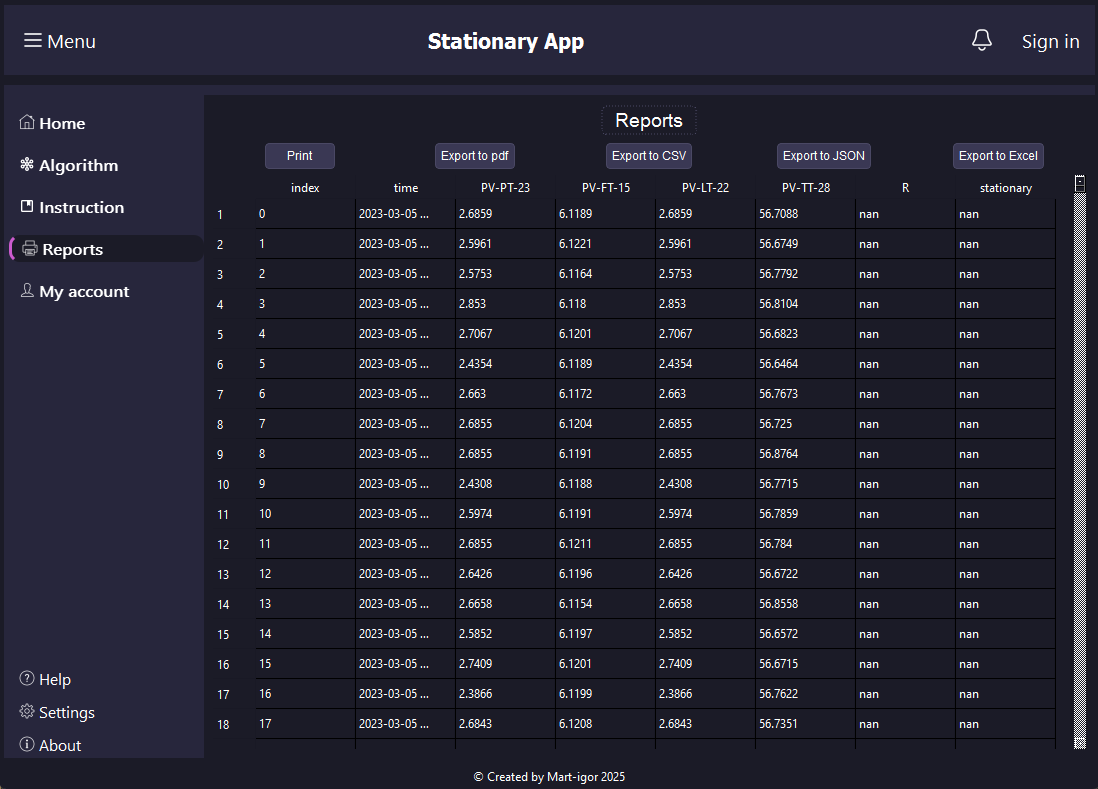 Menu Stationary App Sign in
Home
Algorithm
Instruction
Reports
My account
Help
Settings
About
Reports
Print Export to pdf Export to CSV Export to JSON Export to Excel
index time PV-PT-23 PV-FT-15 PV-LT-22 PV-TT-28 R stationary
1 0 2023-03-05 ... 2.6859 6.1189 2.6859 56.7088 nan nan
2 1 2023-03-05 ... 2.5961 6.1221 2.5961 56.6749 nan nan
3 2 2023-03-05 ... 2.5753 6.1164 2.5753 56.7792 nan nan
4 3 2023-03-05 ... 2.853 6.118 2.853 56.8104 nan nan
5 4 2023-03-05 ... 2.7067 6.1201 2.7067 56.6823 nan nan
6 5 2023-03-05 ... 2.4354 6.1189 2.4354 56.6464 nan nan
7 6 2023-03-05 ... 2.663 6.1172 2.663 56.7673 nan nan
8 7 2023-03-05 ... 2.6855 6.1204 2.6855 56.725 nan nan
9 8 2023-03-05 ... 2.6855 6.1191 2.6855 56.8764 nan nan
10 9 2023-03-05 ... 2.4308 6.1188 2.4308 56.7715 nan nan
11 10 2023-03-05 ... 2.5974 6.1191 2.5974 56.7859 nan nan
12 11 2023-03-05 ... 2.6855 6.1211 2.6855 56.784 nan nan
13 12 2023-03-05 ... 2.6426 6.1196 2.6426 56.6722 nan nan
14 13 2023-03-05 ... 2.6658 6.1154 2.6658 56.8558 nan nan
15 14 2023-03-05 ... 2.5852 6.1197 2.5852 56.6572 nan nan
16 15 2023-03-05 ... 2.7409 6.1201 2.7409 56.6715 nan nan
17 16 2023-03-05 ... 2.3866 6.1199 2.3866 56.7622 nan nan
18 17 2023-03-05 ... 2.6843 6.1208 2.6843 56.7351 nan nan
© Created by Mart-igor 2025